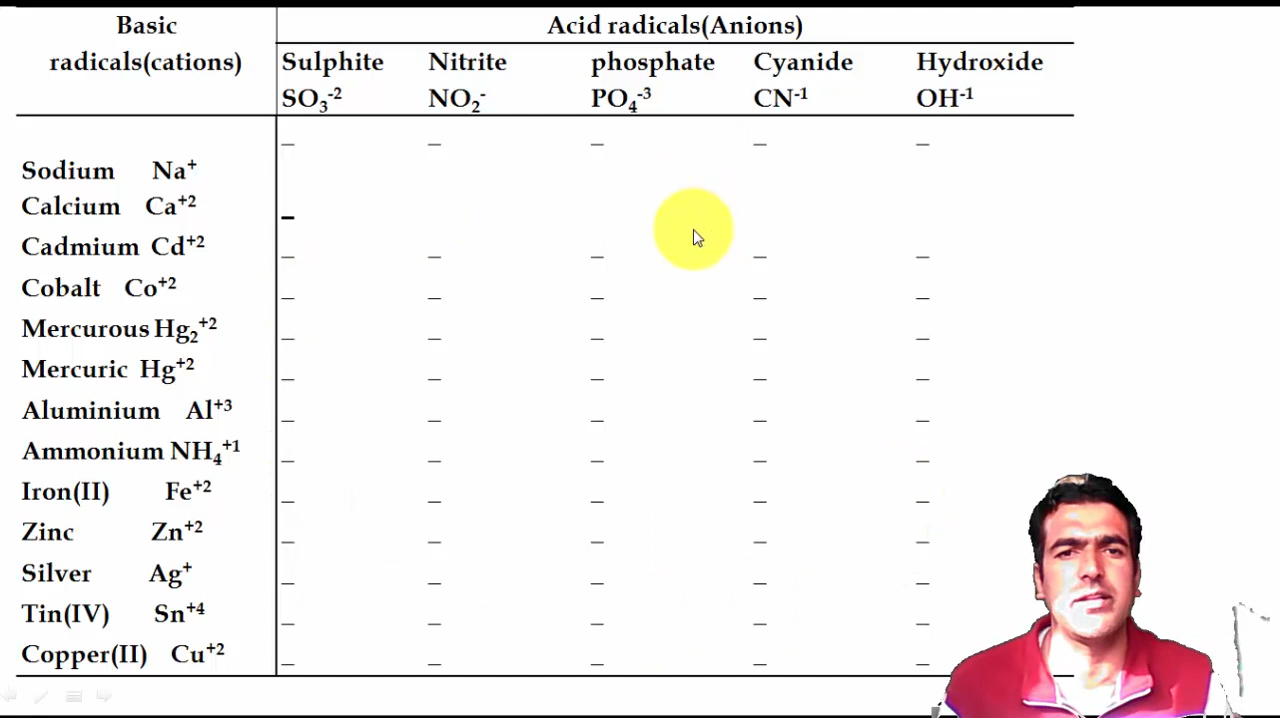 Basic radicals(cations) Acid radicals(Anions)
Sulphite Nitrite phosphate Cyanide Hydroxide
SO₃⁻² NO₂⁻ PO₄⁻³ CN⁻¹ OH⁻¹
– – – – –
Sodium Na⁺
Calcium Ca⁺²
–
Cadmium Cd⁺²
– – – – –
Cobalt Co⁺²
– – – – –
Mercurous Hg₂⁺²
– – – – –
Mercuric Hg⁺²
– – – – –
Aluminium Al⁺³
– – – – –
Ammonium NH₄⁺¹
– – – – –
Iron(II) Fe⁺²
– – – – –
Zinc Zn⁺²
– – – – –
Silver Ag⁺
– – – – –
Tin(IV) Sn⁺⁴
– – – – –
Copper(II) Cu⁺²
– – – – –